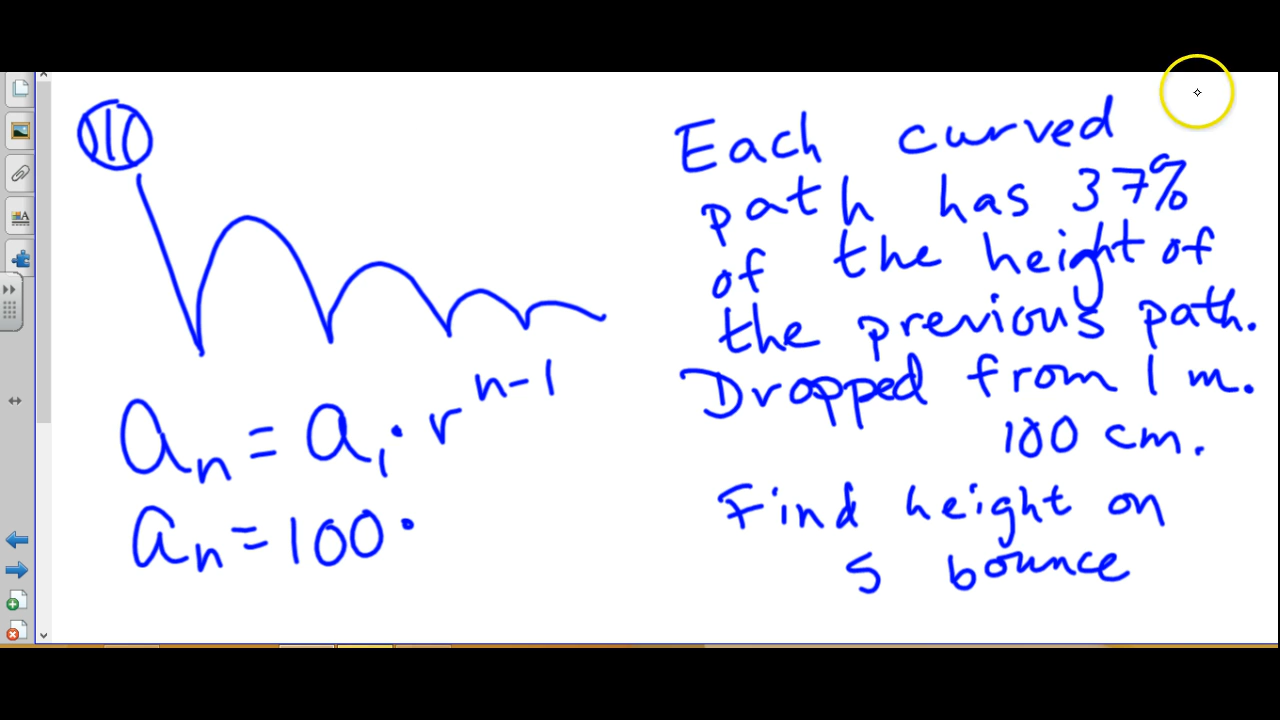 Each curved
path has 37%
of the height of
the previous path.
Dropped from 1 m.
100 cm.
Find height on
5 bounce
aₙ = a₁ · rⁿ⁻¹
aₙ = 100 ·